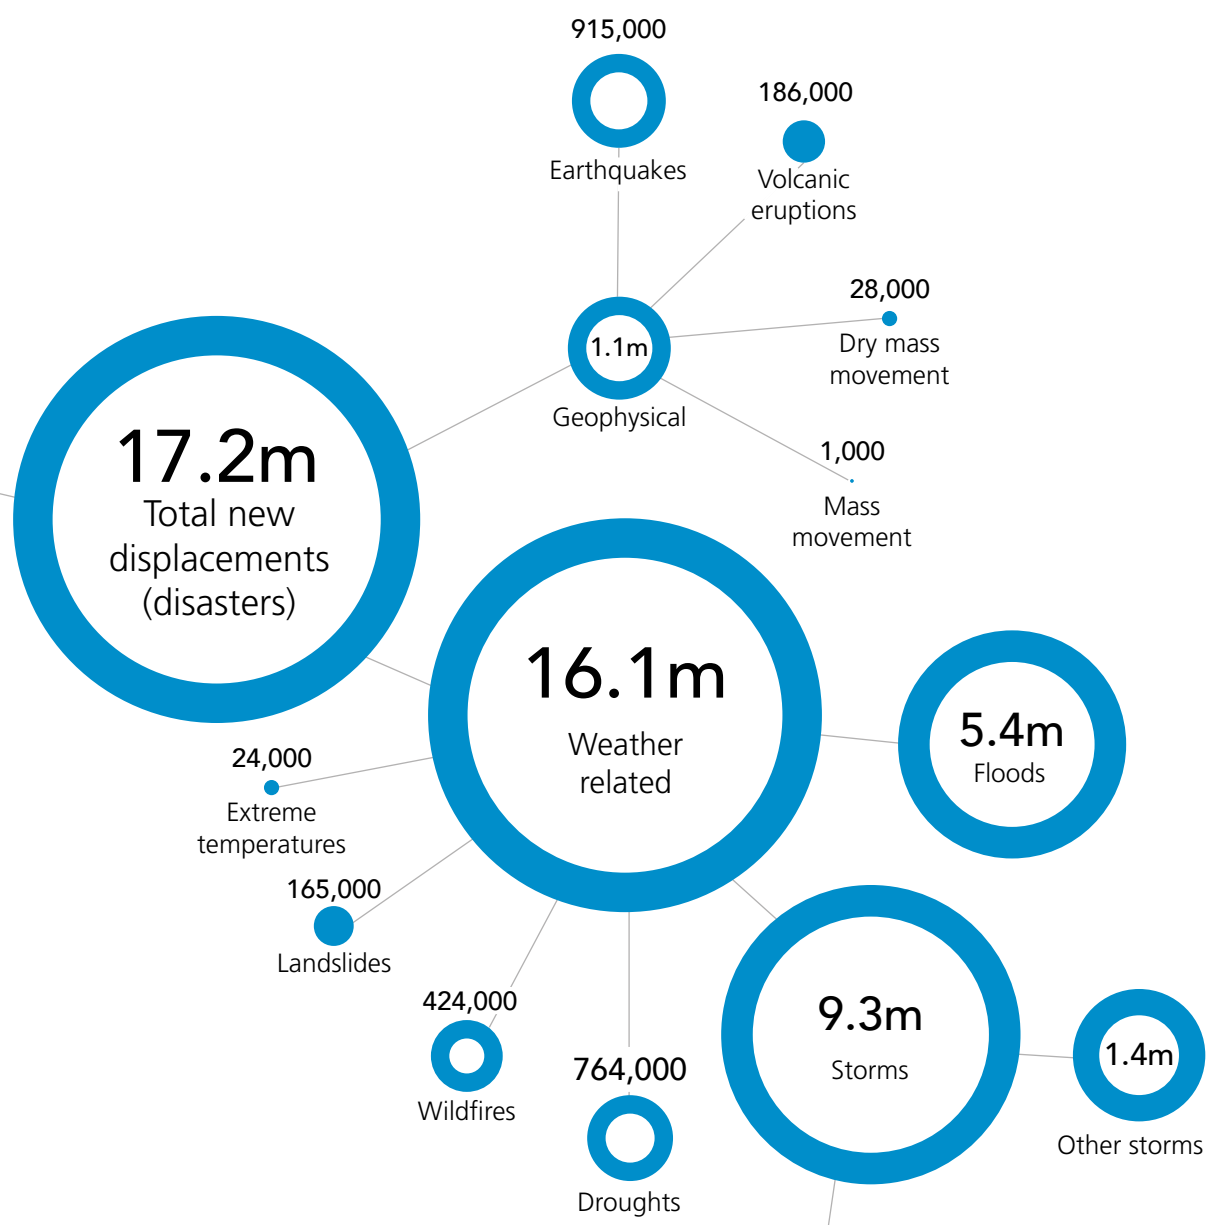 915,000
Earthquakes
186,000
Volcanic
eruptions
28,000
Dry mass
movement
1.1m
Geophysical
1,000
Mass
movement
17.2m
Total new
displacements
(disasters)
16.1m
Weather
related
5.4m
Floods
24,000
Extreme
temperatures
165,000
Landslides
424,000
Wildfires
764,000
Droughts
9.3m
Storms
1.4m
Other storms